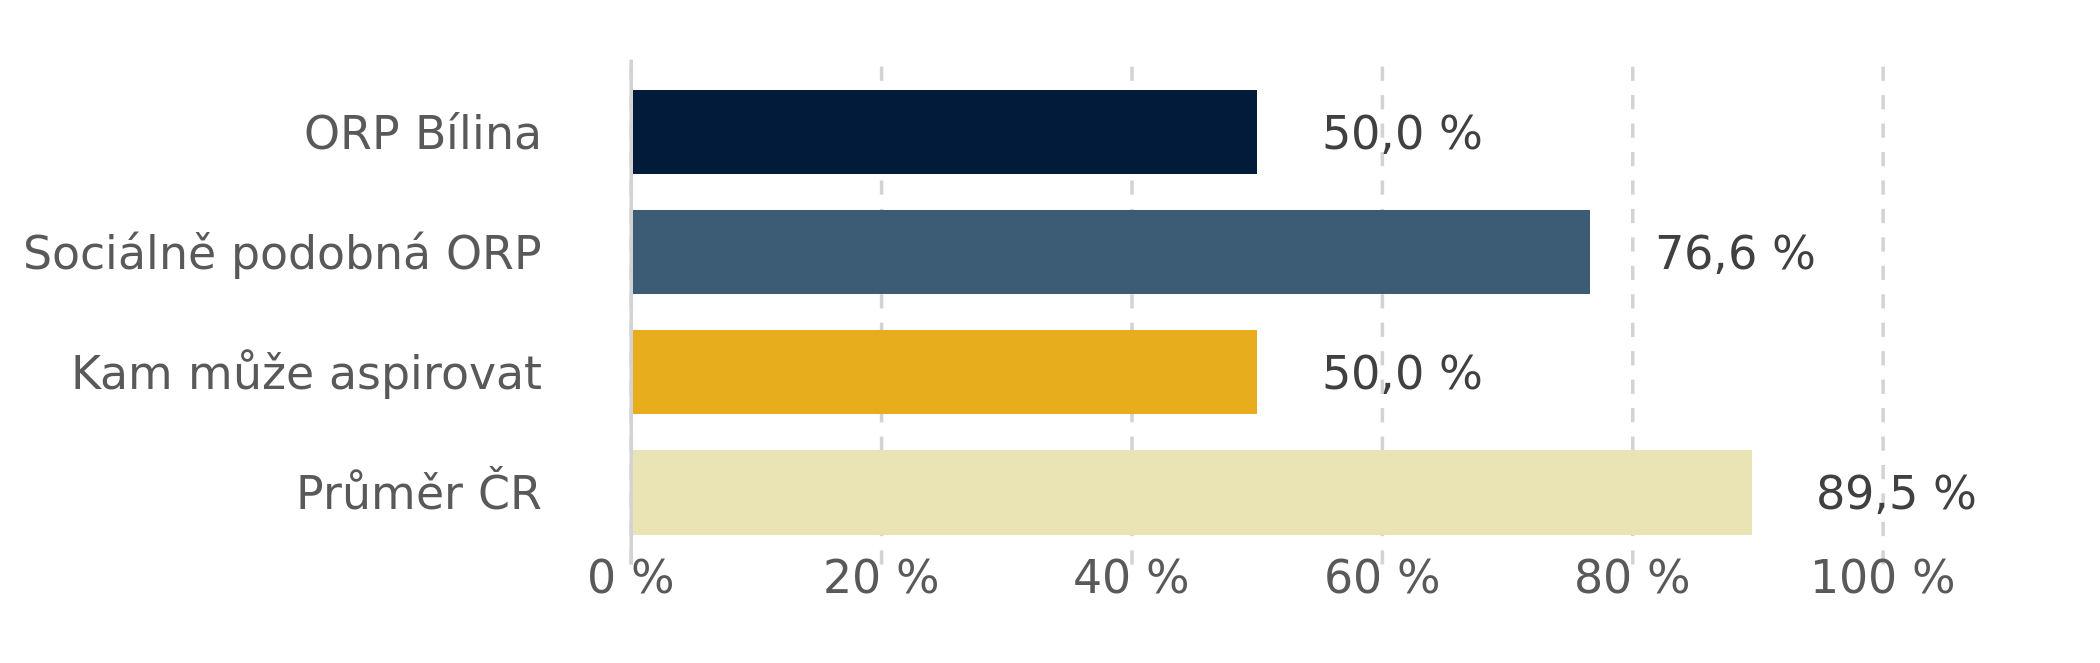 ORP Bílina 50,0 %
Sociálně podobná ORP 76,6 %
Kam může aspirovat 50,0 %
Průměr ČR 89,5 %
0 % 20 % 40 % 60 % 80 % 100 %